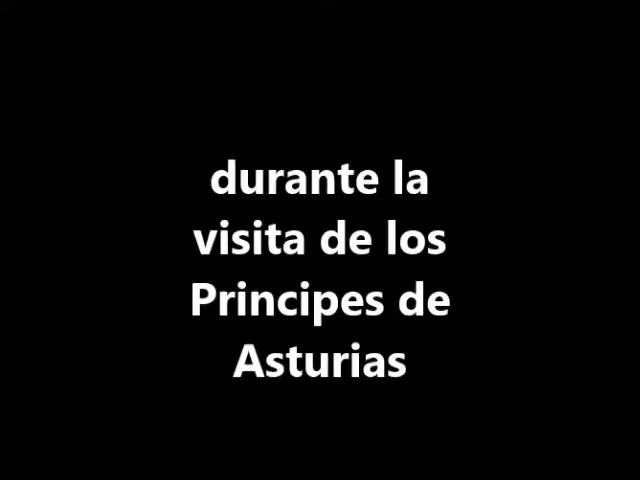 durante la
visita de los
Principes de
Asturias